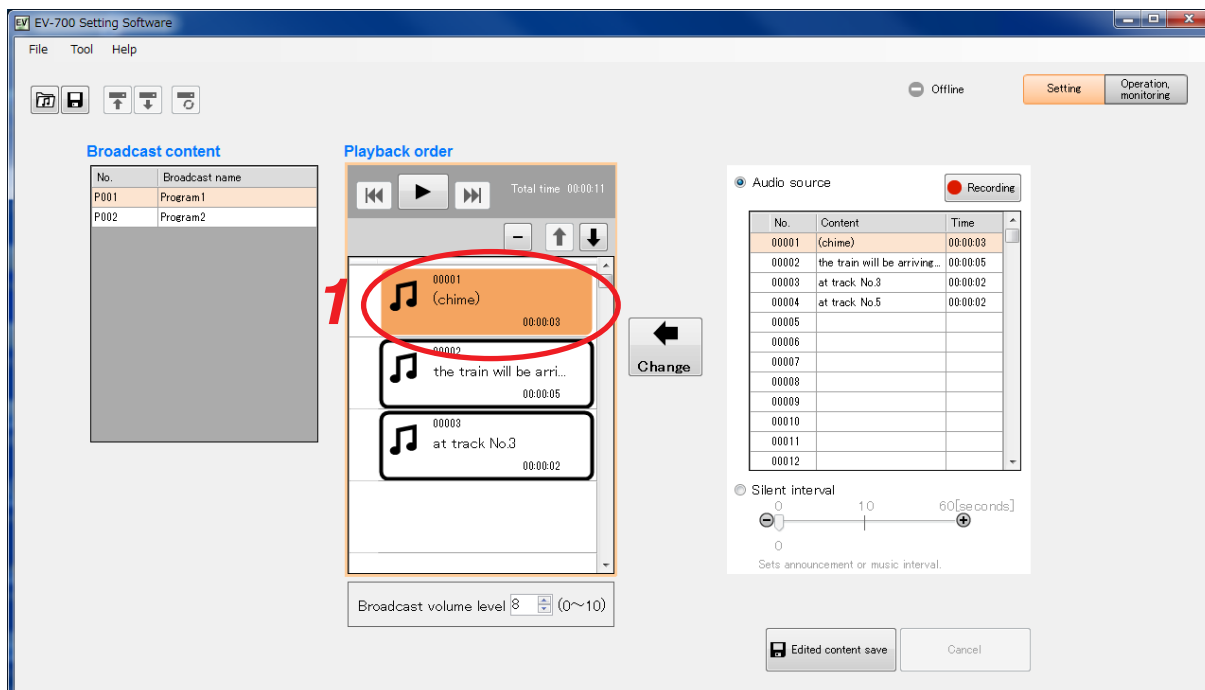 EV EV-700 Setting Software
File Tool Help
Offline
Setting
Operation,
monitoring
Broadcast content
No. Broadcast name
P001 Program1
P002 Program2
Playback order
Total time 00:00:11
1
00001
(chime)
00:00:03
00002
the train will be arri...
00:00:05
00003
at track No.3
00:00:02
Broadcast volume level 8 (0～10)
Change
Audio source
Recording
No. Content Time
00001 (chime) 00:00:03
00002 the train will be arriving... 00:00:05
00003 at track No.3 00:00:02
00004 at track No.5 00:00:02
00005
00006
00007
00008
00009
00010
00011
00012
Silent interval
0 10 60[seconds]
0
Sets announcement or music interval.
Edited content save
Cancel